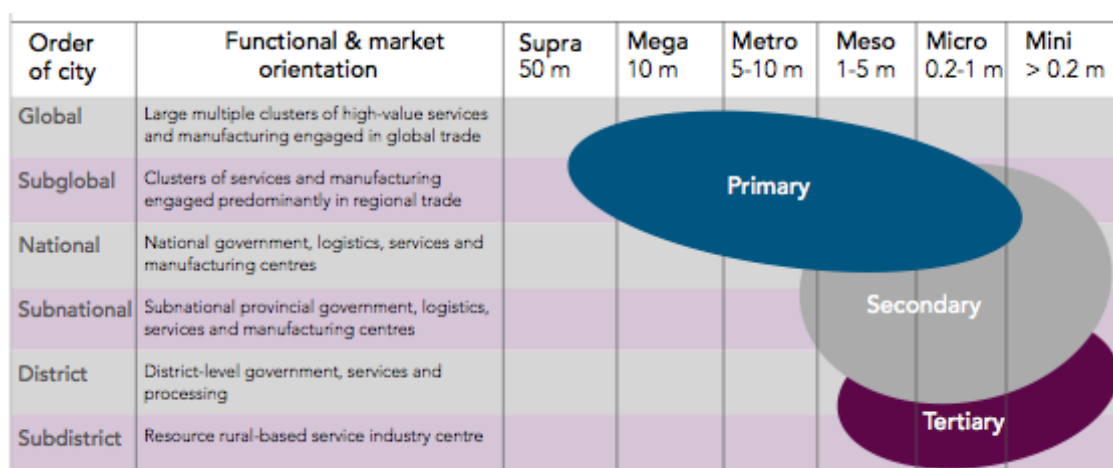 Order of city
Functional & market orientation
Supra 50 m
Mega 10 m
Metro 5-10 m
Meso 1-5 m
Micro 0.2-1 m
Mini > 0.2 m
Global
Large multiple clusters of high-value services
and manufacturing engaged in global trade
Subglobal
Clusters of services and manufacturing
engaged predominantly in regional trade
National
National government, logistics, services and
manufacturing centres
Subnational
Subnational provincial government, logistics,
services and manufacturing centres
District
District-level government, services and
processing
Subdistrict
Resource rural-based service industry centre
Primary
Secondary
Tertiary